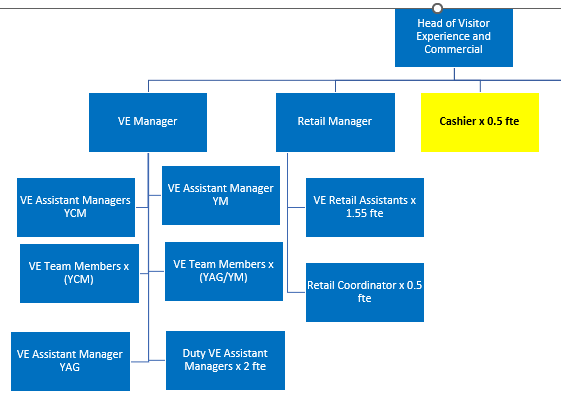 Head of Visitor
Experience and
Commercial
VE Manager
Retail Manager
Cashier x 0.5 fte
VE Assistant Managers
YCM
VE Assistant Manager
YM
VE Retail Assistants x
1.55 fte
VE Team Members x
(YCM)
VE Team Members x
(YAG/YM)
Retail Coordinator x 0.5
fte
VE Assistant Manager
YAG
Duty VE Assistant
Managers x 2 fte